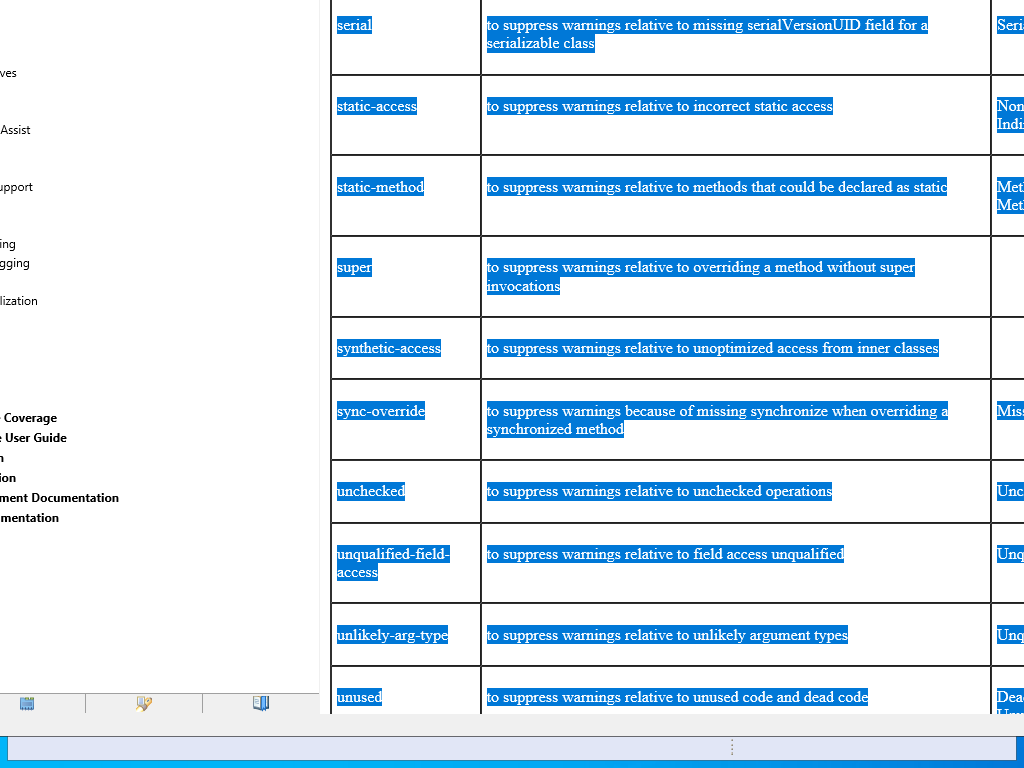 ves
Assist
upport
ing
gging
lization
Coverage
User Guide
n
ion
ment Documentation
mentation
serial
to suppress warnings relative to missing serialVersionUID field for a
serializable class
Seri
static-access
to suppress warnings relative to incorrect static access
Non
Indi
static-method
to suppress warnings relative to methods that could be declared as static
Met
Met
super
to suppress warnings relative to overriding a method without super
invocations
synthetic-access
to suppress warnings relative to unoptimized access from inner classes
sync-override
to suppress warnings because of missing synchronize when overriding a
synchronized method
Miss
unchecked
to suppress warnings relative to unchecked operations
Unc
unqualified-field-
access
to suppress warnings relative to field access unqualified
Unq
unlikely-arg-type
to suppress warnings relative to unlikely argument types
Unq
unused
to suppress warnings relative to unused code and dead code
Dead